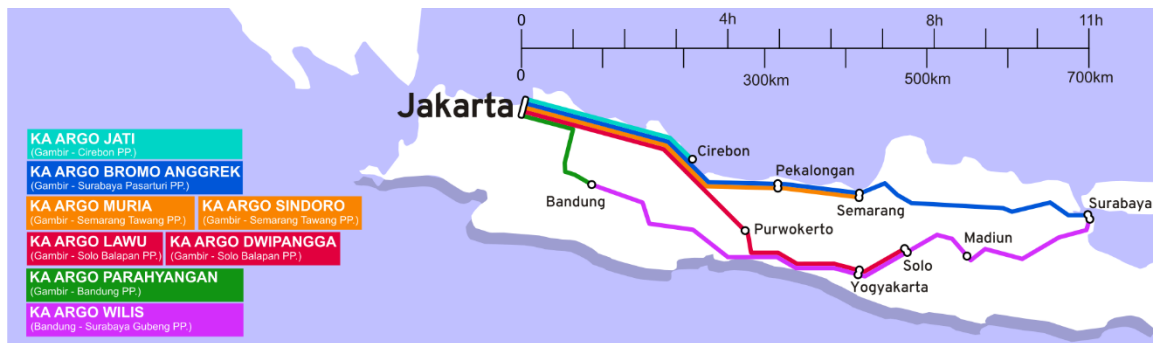 0 4h 8h 11h
0 300km 500km 700km
Jakarta
KA ARGO JATI
(Gambir - Cirebon PP.)
KA ARGO BROMO ANGGREK
(Gambir - Surabaya Pasarturi PP.)
KA ARGO MURIA
(Gambir - Semarang Tawang PP.)
KA ARGO SINDORO
(Gambir - Semarang Tawang PP.)
KA ARGO LAWU
(Gambir - Solo Balapan PP.)
KA ARGO DWIPANGGA
(Gambir - Solo Balapan PP.)
KA ARGO PARAHYANGAN
(Gambir - Bandung PP.)
KA ARGO WILIS
(Bandung - Surabaya Gubeng PP.)
Cirebon
Pekalongan
Bandung
Semarang
Surabaya
Purwokerto
Madiun
Solo
Yogyakarta